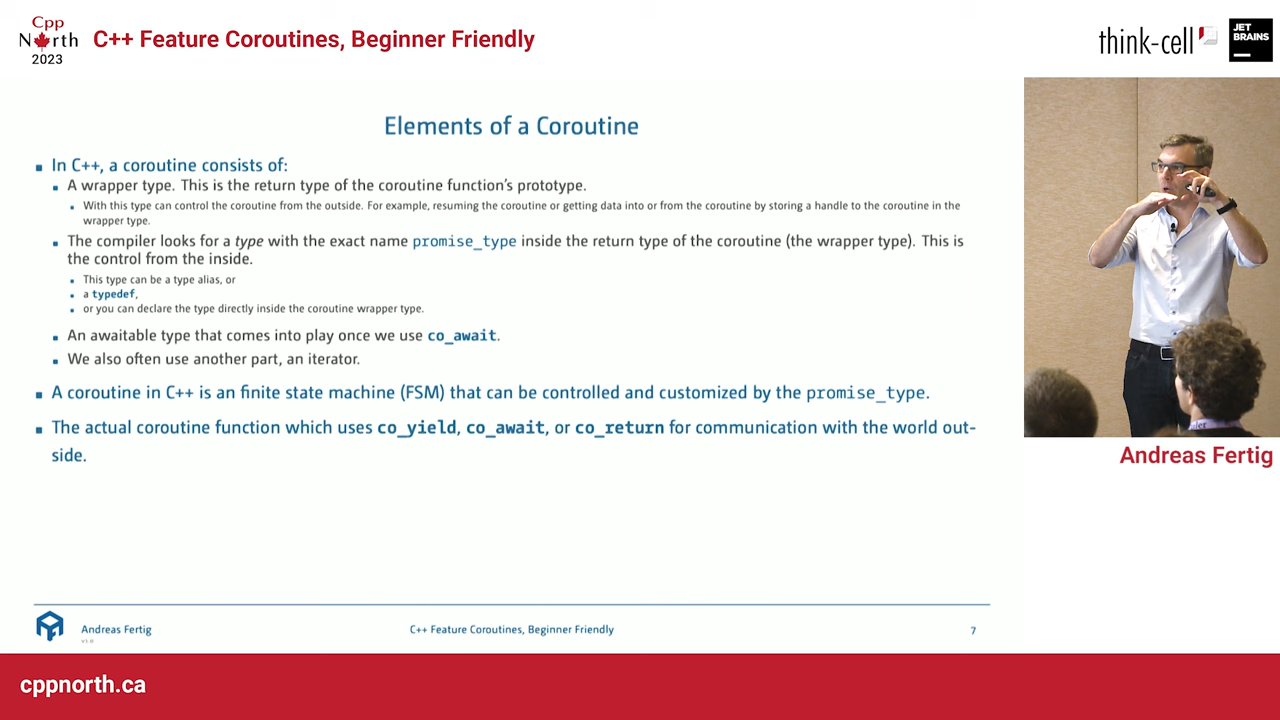 Cpp
North
2023
C++ Feature Coroutines, Beginner Friendly
think-cell
JET
BRAINS
Elements of a Coroutine
In C++, a coroutine consists of:
A wrapper type. This is the return type of the coroutine function's prototype.
With this type can control the coroutine from the outside. For example, resuming the coroutine or getting data into or from the coroutine by storing a handle to the coroutine in the
wrapper type.
The compiler looks for a type with the exact name promise_type inside the return type of the coroutine (the wrapper type). This is
the control from the inside.
This type can be a type alias, or
a typedef,
or you can declare the type directly inside the coroutine wrapper type.
An awaitable type that comes into play once we use co_await.
We also often use another part, an iterator.
A coroutine in C++ is an finite state machine (FSM) that can be controlled and customized by the promise_type.
The actual coroutine function which uses co_yield, co_await, or co_return for communication with the world out-
side.
Andreas Fertig
v1.0
C++ Feature Coroutines, Beginner Friendly
7
Andreas Fertig
cppnorth.ca